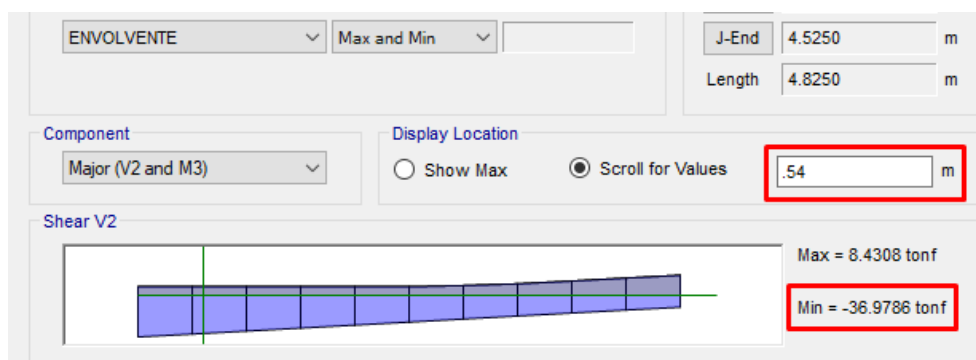 ENVOLVENTE Max and Min J-End 4.5250 m
Length 4.8250 m
Component Display Location
Major (V2 and M3) Show Max Scroll for Values .54 m
Shear V2
Max = 8.4308 tonf
Min = -36.9786 tonf